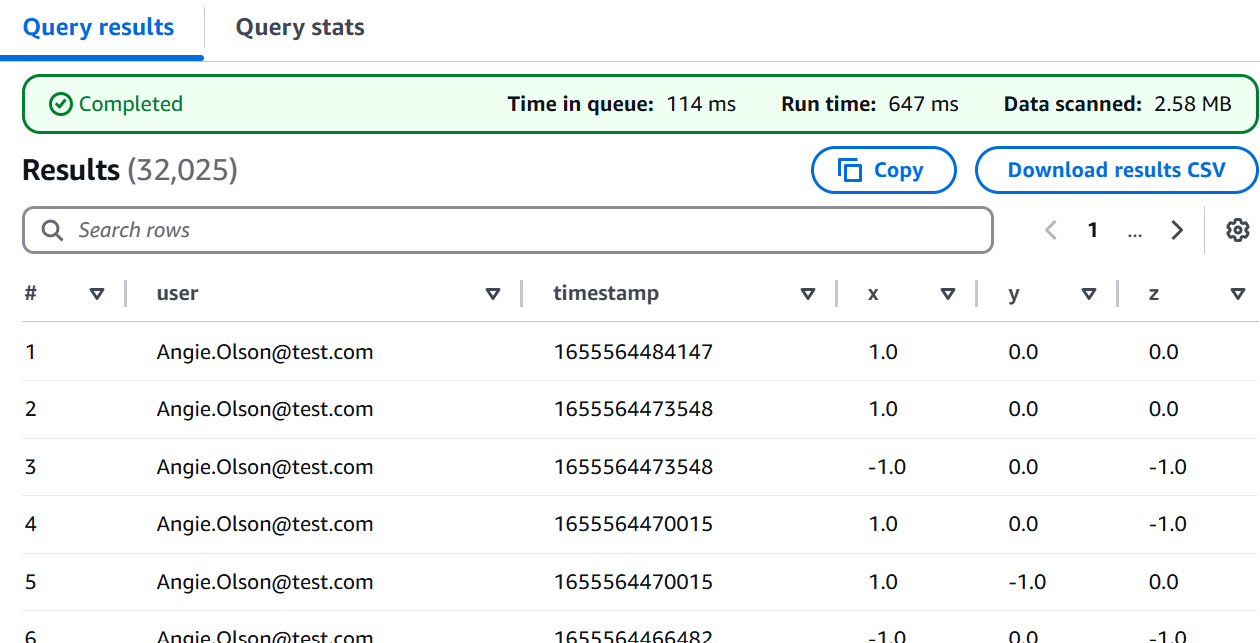 Query results Query stats
Completed Time in queue: 114 ms Run time: 647 ms Data scanned: 2.58 MB
Results (32,025) Copy Download results CSV
Search rows 1 ...
# user timestamp x y z
1 Angie.Olson@test.com 1655564484147 1.0 0.0 0.0
2 Angie.Olson@test.com 1655564473548 1.0 0.0 0.0
3 Angie.Olson@test.com 1655564473548 -1.0 0.0 -1.0
4 Angie.Olson@test.com 1655564470015 1.0 0.0 -1.0
5 Angie.Olson@test.com 1655564470015 1.0 -1.0 0.0
6 Angie.Olson@test.com 1655564466482 -1.0 0.0 -1.0